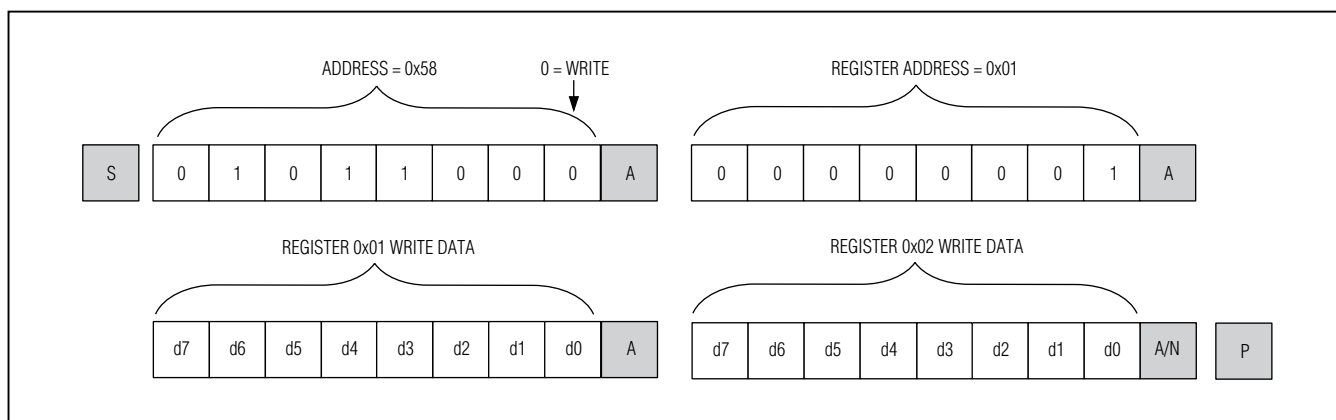 ADDRESS = 0x58 0 = WRITE REGISTER ADDRESS = 0x01
S 0 1 0 1 1 0 0 0 A 0 0 0 0 0 0 0 1 A
REGISTER 0x01 WRITE DATA REGISTER 0x02 WRITE DATA
d7 d6 d5 d4 d3 d2 d1 d0 A d7 d6 d5 d4 d3 d2 d1 d0 A/N P